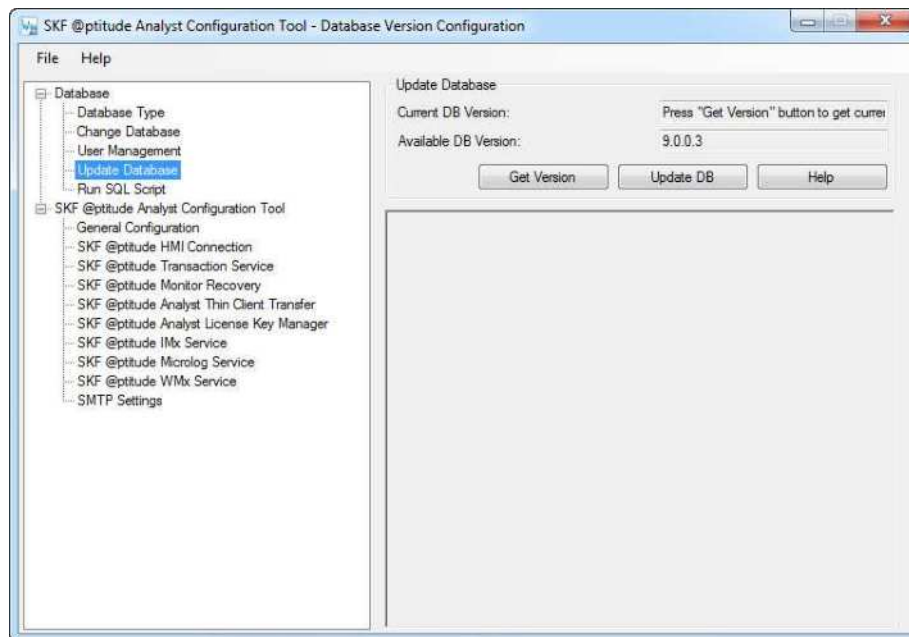 SKF @ptitude Analyst Configuration Tool - Database Version Configuration
File Help
Database
Database Type
Change Database
User Management
Update Database
Run SQL Script
SKF @ptitude Analyst Configuration Tool
General Configuration
SKF @ptitude HMI Connection
SKF @ptitude Transaction Service
SKF @ptitude Monitor Recovery
SKF @ptitude Analyst Thin Client Transfer
SKF @ptitude Analyst License Key Manager
SKF @ptitude IMx Service
SKF @ptitude Microlog Service
SKF @ptitude WMx Service
SMTP Settings
Update Database
Current DB Version: Press "Get Version" button to get currer
Available DB Version: 9.0.0.3
Get Version Update DB Help